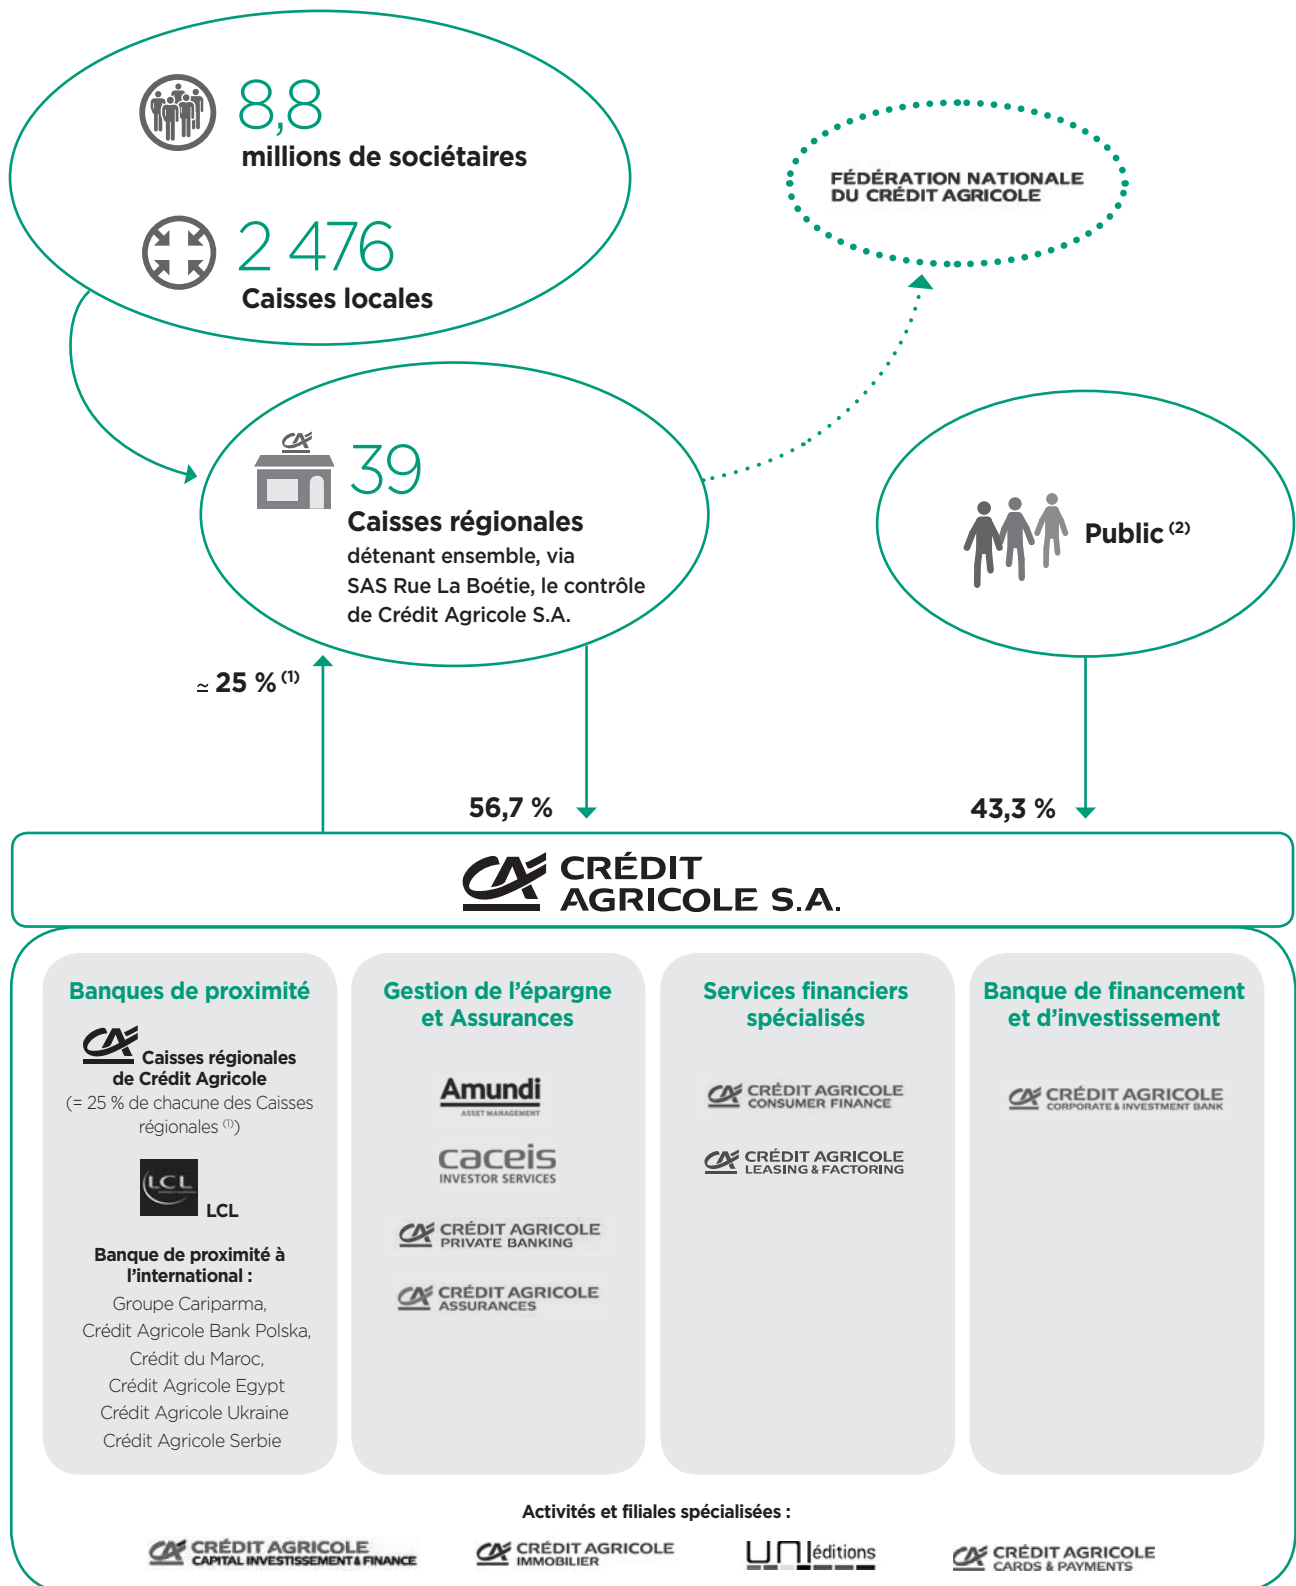 8,8
millions de sociétaires
2 476
Caisses locales
FÉDÉRATION NATIONALE
DU CRÉDIT AGRICOLE
39
Caisses régionales
détenant ensemble, via
SAS Rue La Boétie, le contrôle
de Crédit Agricole S.A.
Public (2)
≃ 25 % (1)
56,7 %
43,3 %
CRÉDIT
AGRICOLE S.A.
Banques de proximité
Caisses régionales
de Crédit Agricole
(= 25 % de chacune des Caisses
régionales (1))
LCL
LCL
Banque de proximité à
l’international :
Groupe Cariparma,
Crédit Agricole Bank Polska,
Crédit du Maroc,
Crédit Agricole Egypt
Crédit Agricole Ukraine
Crédit Agricole Serbie
Gestion de l’épargne
et Assurances
Amundi
ASSET MANAGEMENT
caceis
INVESTOR SERVICES
CRÉDIT AGRICOLE
PRIVATE BANKING
CRÉDIT AGRICOLE
ASSURANCES
Services financiers
spécialisés
CRÉDIT AGRICOLE
CONSUMER FINANCE
CRÉDIT AGRICOLE
LEASING & FACTORING
Banque de financement
et d’investissement
CRÉDIT AGRICOLE
CORPORATE & INVESTMENT BANK
Activités et filiales spécialisées :
CRÉDIT AGRICOLE
CAPITAL INVESTISSEMENT & FINANCE
CRÉDIT AGRICOLE
IMMOBILIER
UNI éditions
CRÉDIT AGRICOLE
CARDS & PAYMENTS